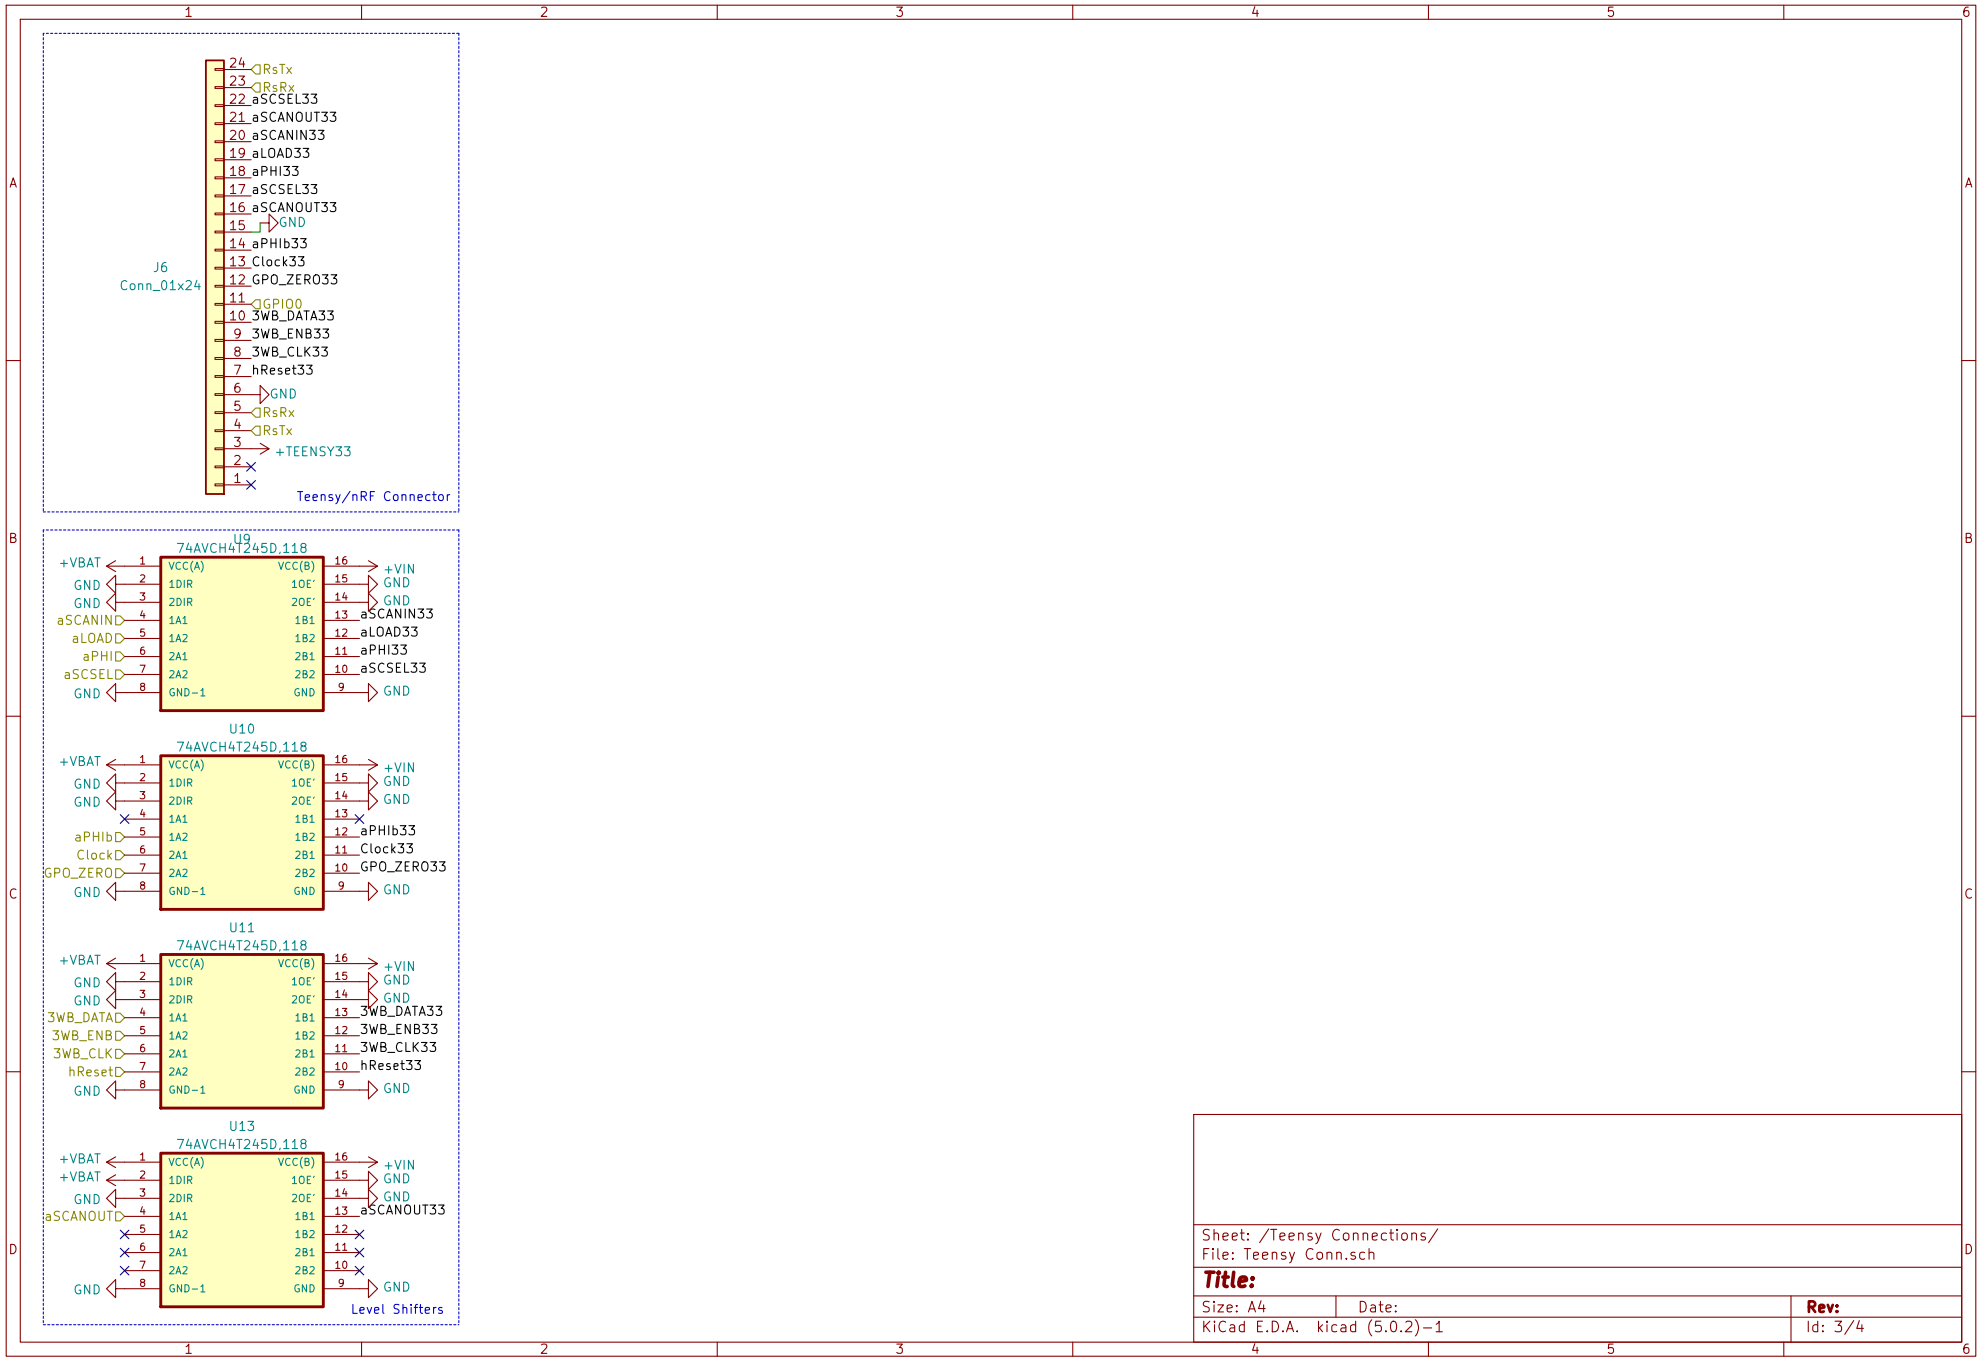 1 2 3 4 5 6
A A
B B
C C
D D
J6
Conn_01x24
24 RsTx
23 RsRx
22 aSCSEL33
21 aSCANOUT33
20 aSCANIN33
19 aLOAD33
18 aPHI33
17 aSCSEL33
16 aSCANOUT33
15 GND
14 aPHIb33
13 Clock33
12 GPO_ZERO33
11 GPIO0
10 3WB_DATA33
9 3WB_ENB33
8 3WB_CLK33
7 hReset33
6 GND
5 RsRx
4 RsTx
3 +TEENSY33
2
1
Teensy/nRF Connector
U9
74AVCH4T245D,118
+VBAT 1 VCC(A) VCC(B) 16 +VIN
GND 2 1DIR 1OE' 15 GND
GND 3 2DIR 2OE' 14 GND
aSCANIN 4 1A1 1B1 13 aSCANIN33
aLOAD 5 1A2 1B2 12 aLOAD33
aPHI 6 2A1 2B1 11 aPHI33
aSCSEL 7 2A2 2B2 10 aSCSEL33
GND 8 GND-1 GND 9 GND
U10
74AVCH4T245D,118
+VBAT 1 VCC(A) VCC(B) 16 +VIN
GND 2 1DIR 1OE' 15 GND
GND 3 2DIR 2OE' 14 GND
4 1A1 1B1 13
aPHIb 5 1A2 1B2 12 aPHIb33
Clock 6 2A1 2B1 11 Clock33
GPO_ZERO 7 2A2 2B2 10 GPO_ZERO33
GND 8 GND-1 GND 9 GND
U11
74AVCH4T245D,118
+VBAT 1 VCC(A) VCC(B) 16 +VIN
GND 2 1DIR 1OE' 15 GND
GND 3 2DIR 2OE' 14 GND
3WB_DATA 4 1A1 1B1 13 3WB_DATA33
3WB_ENB 5 1A2 1B2 12 3WB_ENB33
3WB_CLK 6 2A1 2B1 11 3WB_CLK33
hReset 7 2A2 2B2 10 hReset33
GND 8 GND-1 GND 9 GND
U13
74AVCH4T245D,118
+VBAT 1 VCC(A) VCC(B) 16 +VIN
+VBAT 2 1DIR 1OE' 15 GND
GND 3 2DIR 2OE' 14 GND
aSCANOUT 4 1A1 1B1 13 aSCANOUT33
5 1A2 1B2 12
6 2A1 2B1 11
7 2A2 2B2 10
GND 8 GND-1 GND 9 GND
Level Shifters
Sheet: /Teensy Connections/
File: Teensy Conn.sch
Title:
Size: A4 Date: Rev:
KiCad E.D.A. kicad (5.0.2)-1 Id: 3/4
1 2 3 4 5 6